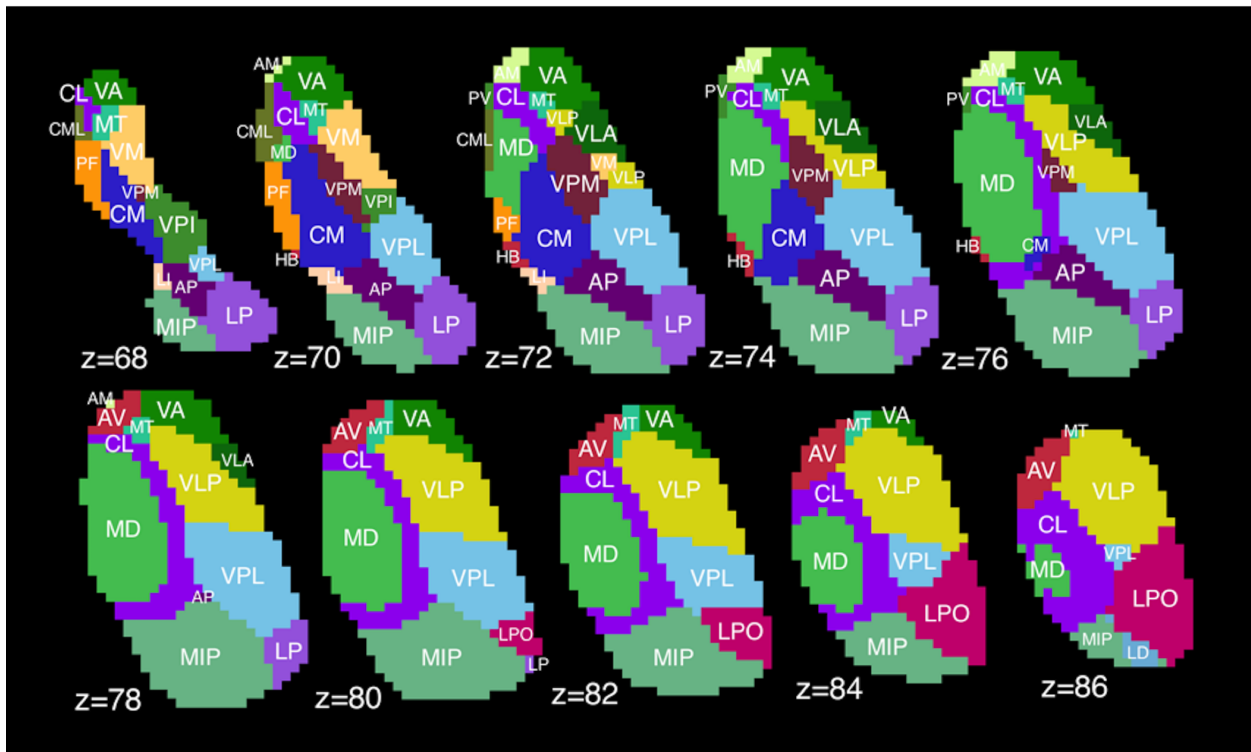 CL VA
CML MT
PF VM
VPM
CM
VPI
VPL
LI
AP
LP
MIP
z=68
AM
VA
MT
CL
CML
VM
MD
VPM
PF
VPI
CM
VPL
HB
LI
AP
LP
MIP
z=70
AM
VA
PV
CL
MT
VLP
CML
VLA
MD
VM
VPM
VLP
PF
CM
VPL
HB
LI
AP
LP
MIP
z=72
AM
VA
PV
CL
MT
VLA
MD
VLP
VPM
CM
VPL
HB
AP
LP
MIP
z=74
AM
VA
PV
CL
MT
VLA
VLP
VPM
MD
VPL
HB
CM
AP
LP
MIP
z=76
AM
VA
AV
MT
CL
VLA
VLP
MD
VPL
AP
LP
MIP
z=78
VA
AV
MT
CL
VLP
MD
VPL
LPO
MIP
LP
z=80
VA
MT
AV
CL
VLP
MD
VPL
LPO
MIP
z=82
VA
MT
AV
CL
VLP
MD
VPL
LPO
MIP
z=84
MT
AV
VLP
CL
VPL
MD
LPO
MIP
LD
z=86